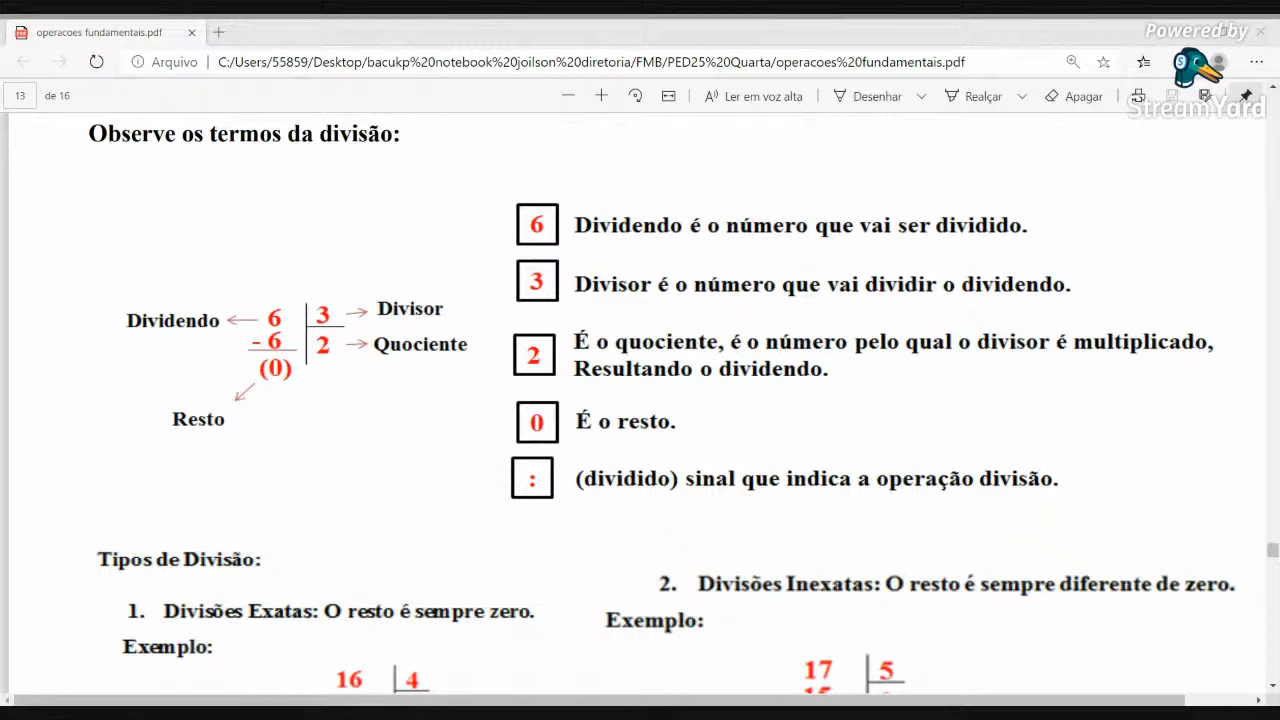 operacoes fundamentais.pdf
Powered by
Arquivo
C:/Users/55859/Desktop/bacukp%20notebook%20joilson%20diretoria/FMB/PED25%20Quarta/operacoes%20fundamentais.pdf
13 de 16
Ler em voz alta
Desenhar
Realçar
Apagar
StreamYard
Observe os termos da divisão:
6 Dividendo é o número que vai ser dividido.
3 Divisor é o número que vai dividir o dividendo.
Dividendo 6 3 Divisor
- 6 2 Quociente
(0)
Resto
2 É o quociente, é o número pelo qual o divisor é multiplicado,
Resultando o dividendo.
0 É o resto.
: (dividido) sinal que indica a operação divisão.
Tipos de Divisão:
1. Divisões Exatas: O resto é sempre zero.
Exemplo:
16 4
2. Divisões Inexatas: O resto é sempre diferente de zero.
Exemplo:
17 5